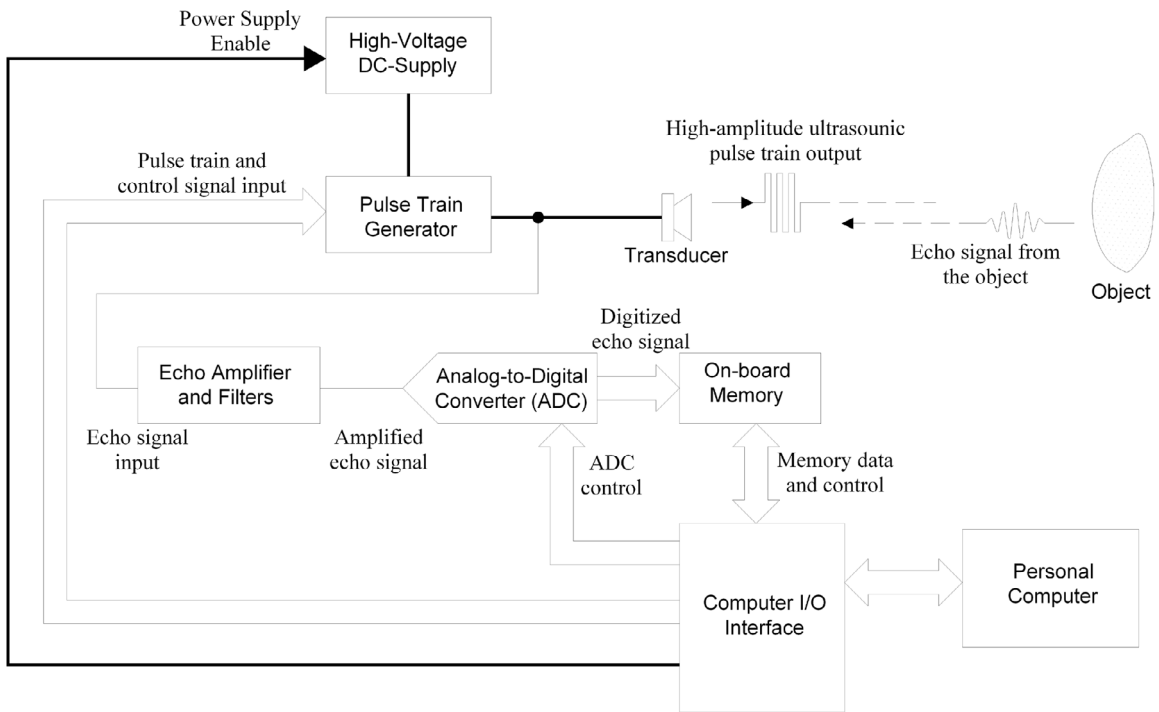 Power Supply
Enable
High-Voltage
DC-Supply
High-amplitude ultrasounic
pulse train output
Pulse train and
control signal input
Pulse Train
Generator
Transducer
Echo signal from
the object
Object
Digitized
echo signal
Echo Amplifier
and Filters
Analog-to-Digital
Converter (ADC)
On-board
Memory
Echo signal
input
Amplified
echo signal
ADC
control
Memory data
and control
Computer I/O
Interface
Personal
Computer